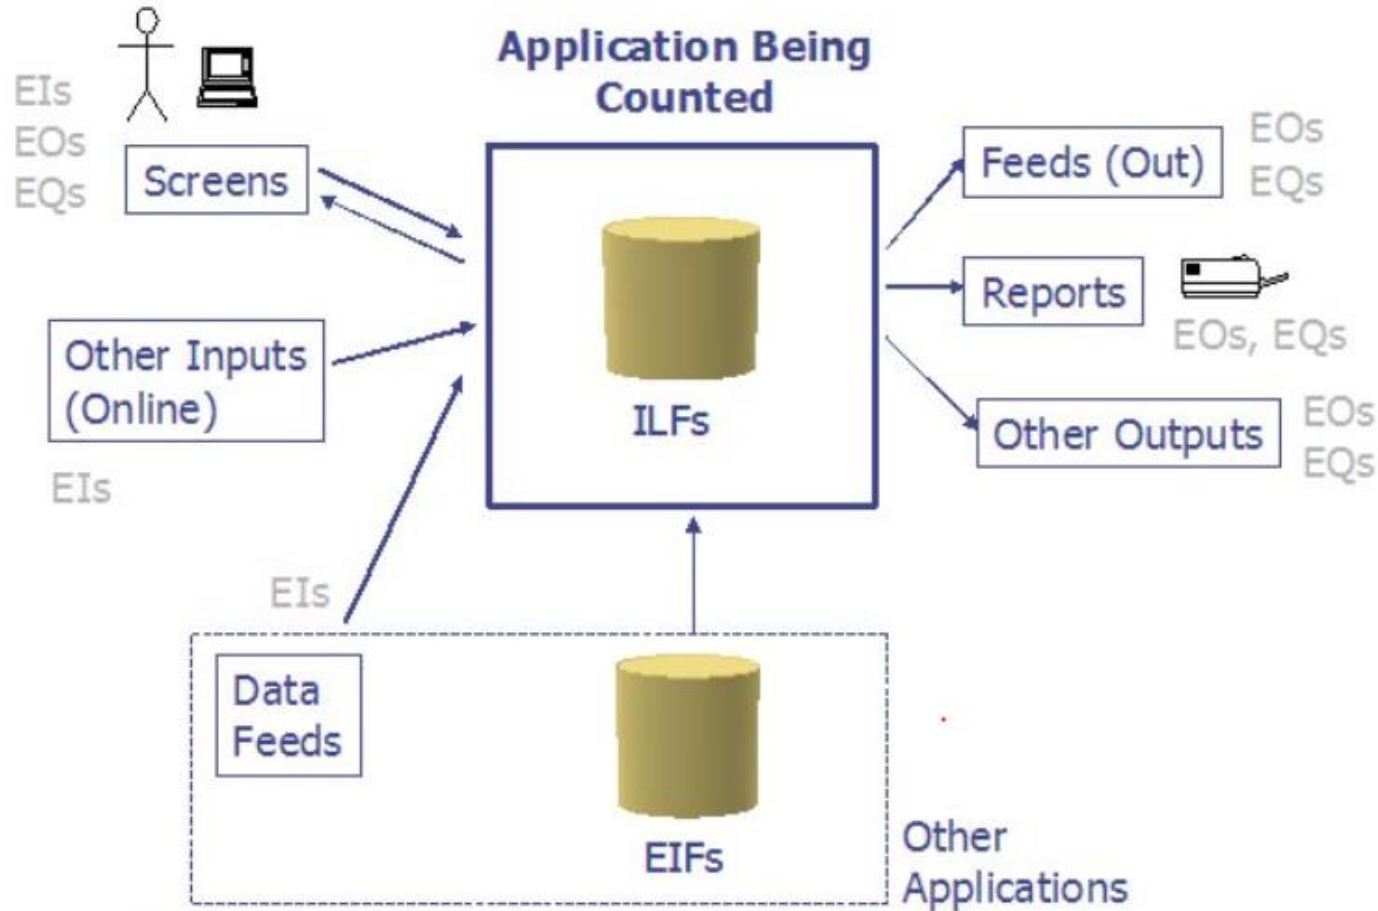 Application Being
Counted
EIs
EOs
EQs
Screens
Other Inputs
(Online)
EIs
ILFs
Feeds (Out)
EOs
EQs
Reports
EOs, EQs
Other Outputs
EOs
EQs
EIs
Data
Feeds
EIFs
Other
Applications